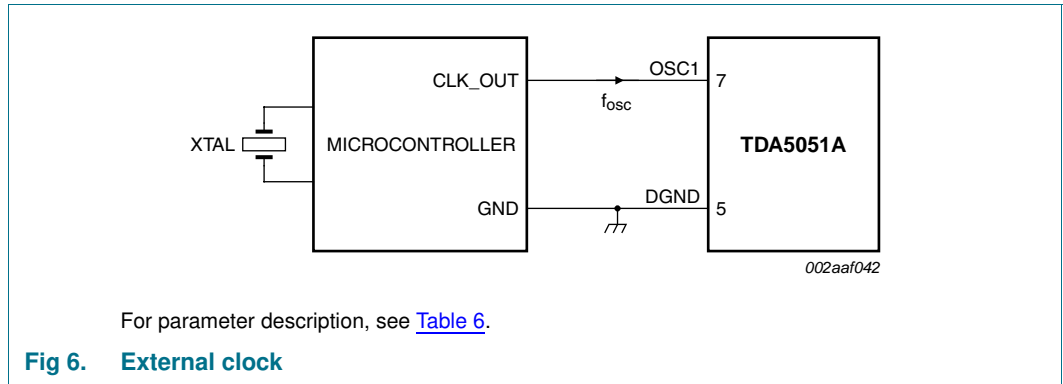 CLK_OUT
OSC1
7
fosc
XTAL
MICROCONTROLLER
TDA5051A
GND
DGND
5
002aaf042
For parameter description, see Table 6.
Fig 6. External clock